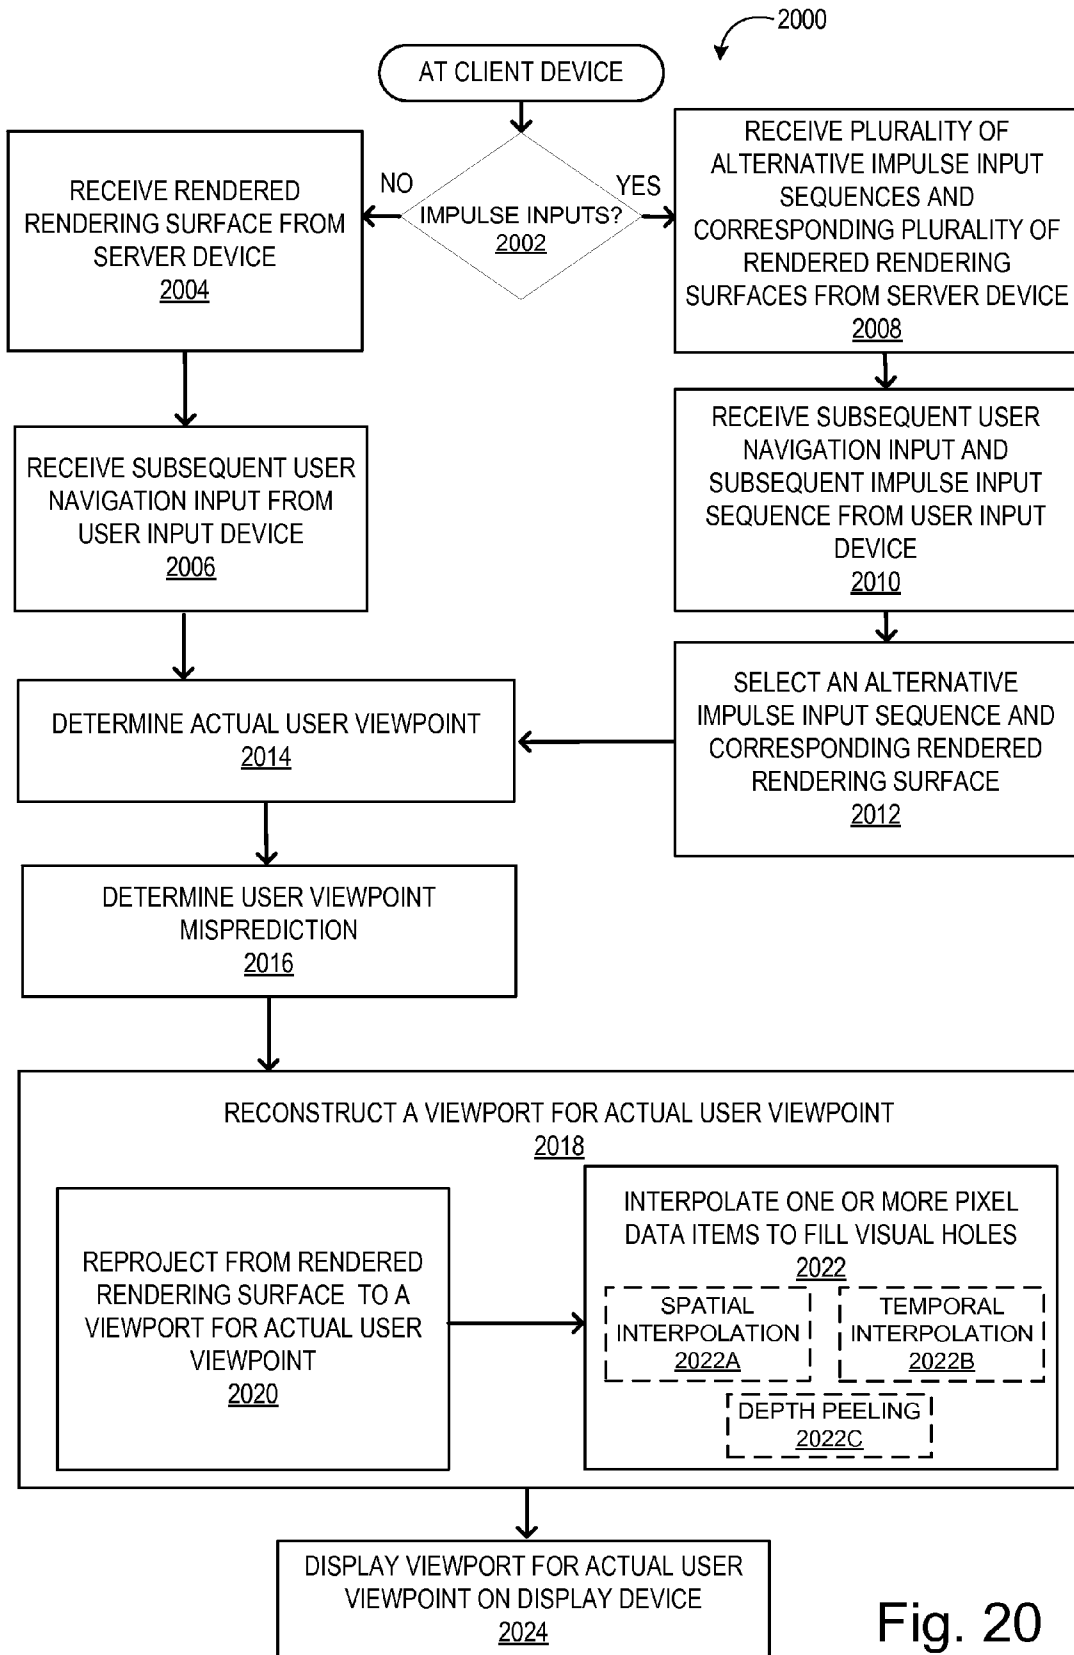 2000
AT CLIENT DEVICE
IMPULSE INPUTS?
2002
NO
YES
RECEIVE RENDERED
RENDERING SURFACE FROM
SERVER DEVICE
2004
RECEIVE SUBSEQUENT USER
NAVIGATION INPUT FROM
USER INPUT DEVICE
2006
RECEIVE PLURALITY OF
ALTERNATIVE IMPULSE INPUT
SEQUENCES AND
CORRESPONDING PLURALITY OF
RENDERED RENDERING
SURFACES FROM SERVER DEVICE
2008
RECEIVE SUBSEQUENT USER
NAVIGATION INPUT AND
SUBSEQUENT IMPULSE INPUT
SEQUENCE FROM USER INPUT
DEVICE
2010
SELECT AN ALTERNATIVE
IMPULSE INPUT SEQUENCE AND
CORRESPONDING RENDERED
RENDERING SURFACE
2012
DETERMINE ACTUAL USER VIEWPOINT
2014
DETERMINE USER VIEWPOINT
MISPREDICTION
2016
RECONSTRUCT A VIEWPORT FOR ACTUAL USER VIEWPOINT
2018
REPROJECT FROM RENDERED
RENDERING SURFACE TO A
VIEWPORT FOR ACTUAL USER
VIEWPOINT
2020
INTERPOLATE ONE OR MORE PIXEL
DATA ITEMS TO FILL VISUAL HOLES
2022
SPATIAL
INTERPOLATION
2022A
TEMPORAL
INTERPOLATION
2022B
DEPTH PEELING
2022C
DISPLAY VIEWPORT FOR ACTUAL USER
VIEWPOINT ON DISPLAY DEVICE
2024
Fig. 20